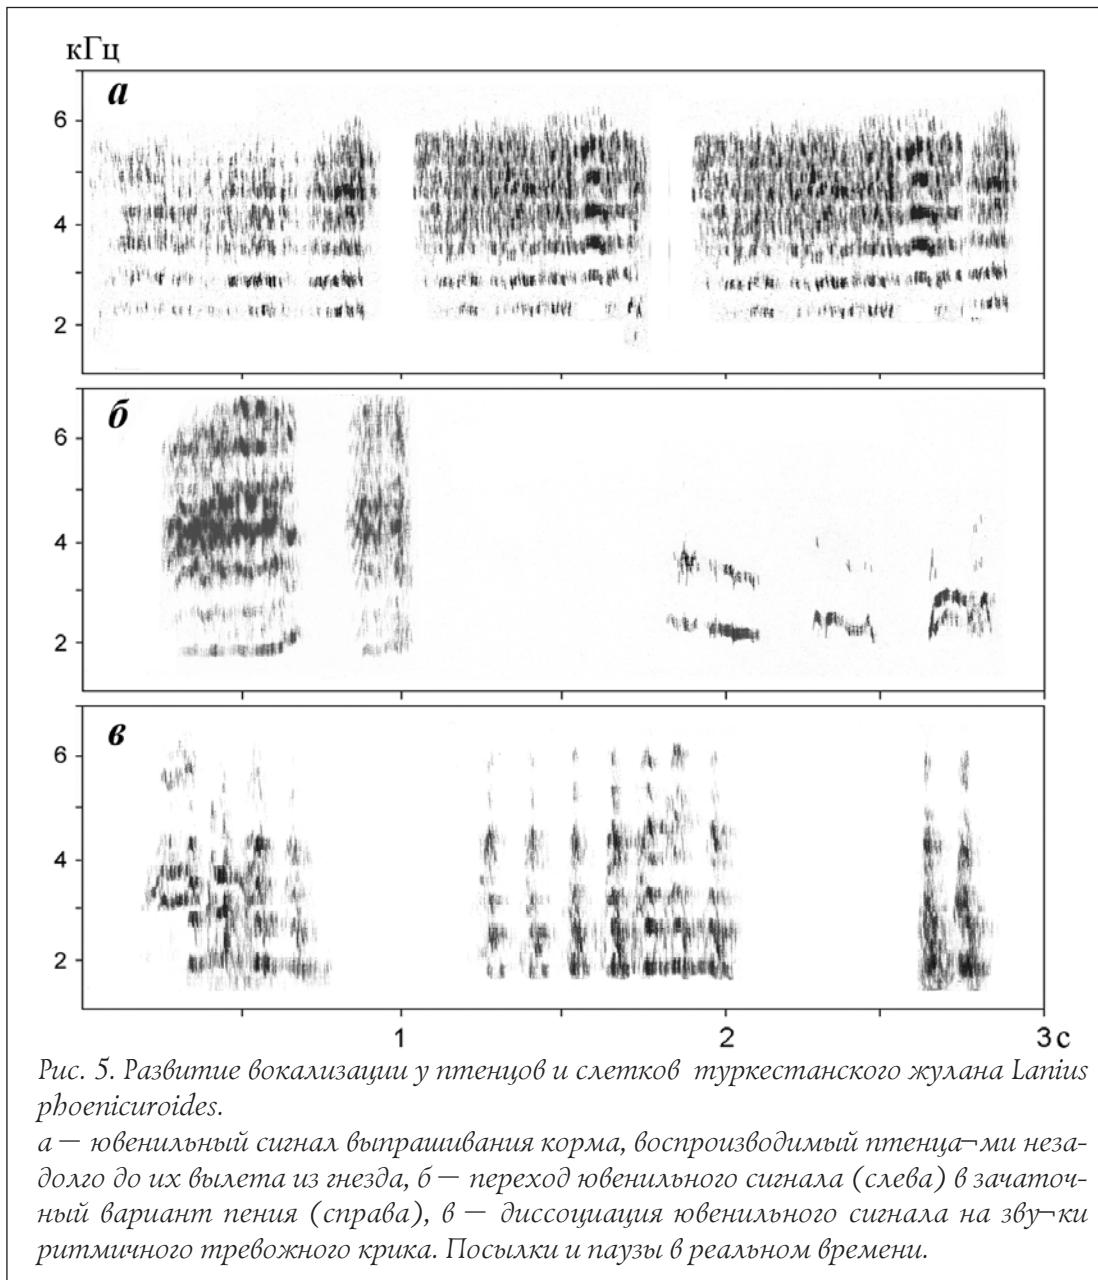 кГц
а
6
4
2
б
6
4
2
в
6
4
2
1 2 3 с
Рис. 5. Развитие вокализации у птенцов и слетков туркестанского жулана Lanius
phoenicuroides.
а — ювенильный сигнал выпрашивания корма, воспроизводимый птенца¬ми неза-
долго до их вылета из гнезда, б — переход ювенильного сигнала (слева) в зачаточ-
ный вариант пения (справа), в — диссоциация ювенильного сигнала на зву¬ки
ритмичного тревожного крика. Посылки и паузы в реальном времени.